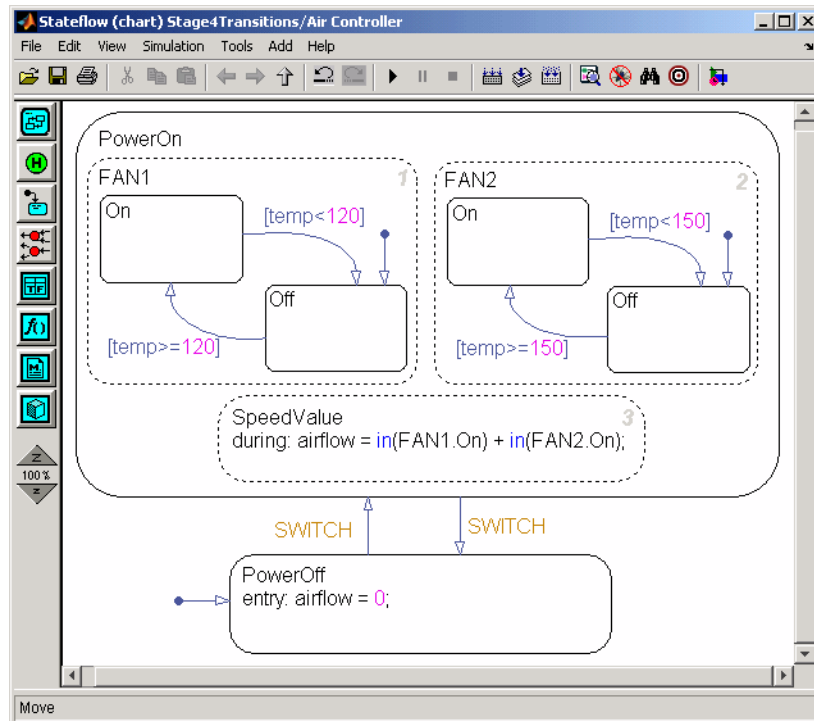 Stateflow (chart) Stage4Transitions/Air Controller
File Edit View Simulation Tools Add Help
PowerOn
FAN1
1
On
[temp<120]
Off
[temp>=120]
FAN2
2
On
[temp<150]
Off
[temp>=150]
SpeedValue
3
during: airflow = in(FAN1.On) + in(FAN2.On);
SWITCH
SWITCH
PowerOff
entry: airflow = 0;
H
TF
f()
M
Z
100%
z
Move